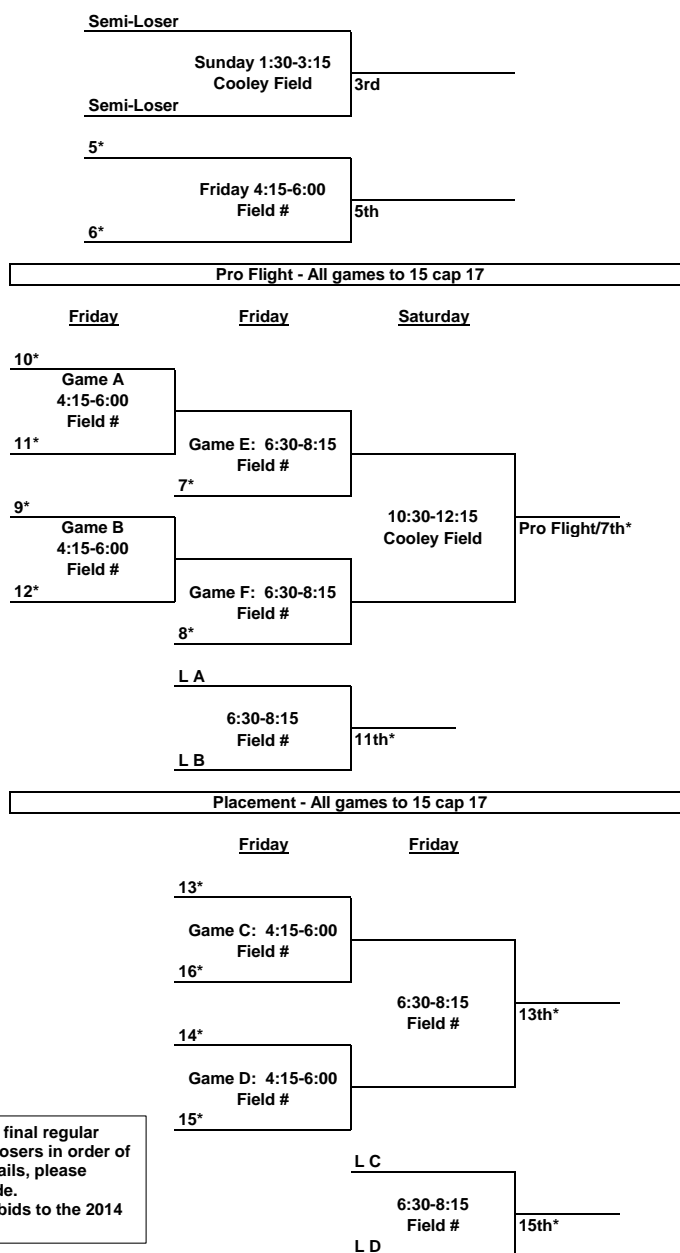 Semi-Loser
Sunday 1:30-3:15
Cooley Field
3rd
Semi-Loser
5*
Friday 4:15-6:00
Field #
5th
6*
Pro Flight - All games to 15 cap 17
Friday
Friday
Saturday
10*
Game A
4:15-6:00
Field #
11*
Game E: 6:30-8:15
Field #
7*
9*
Game B
4:15-6:00
Field #
12*
10:30-12:15
Cooley Field
Pro Flight/7th*
Game F: 6:30-8:15
Field #
8*
L A
6:30-8:15
Field #
11th*
L B
Placement - All games to 15 cap 17
Friday
Friday
13*
Game C: 4:15-6:00
Field #
16*
6:30-8:15
Field #
13th*
14*
Game D: 4:15-6:00
Field #
15*
final regular
osers in order of
ails, please
de.
bids to the 2014
L C
6:30-8:15
Field #
15th*
L D